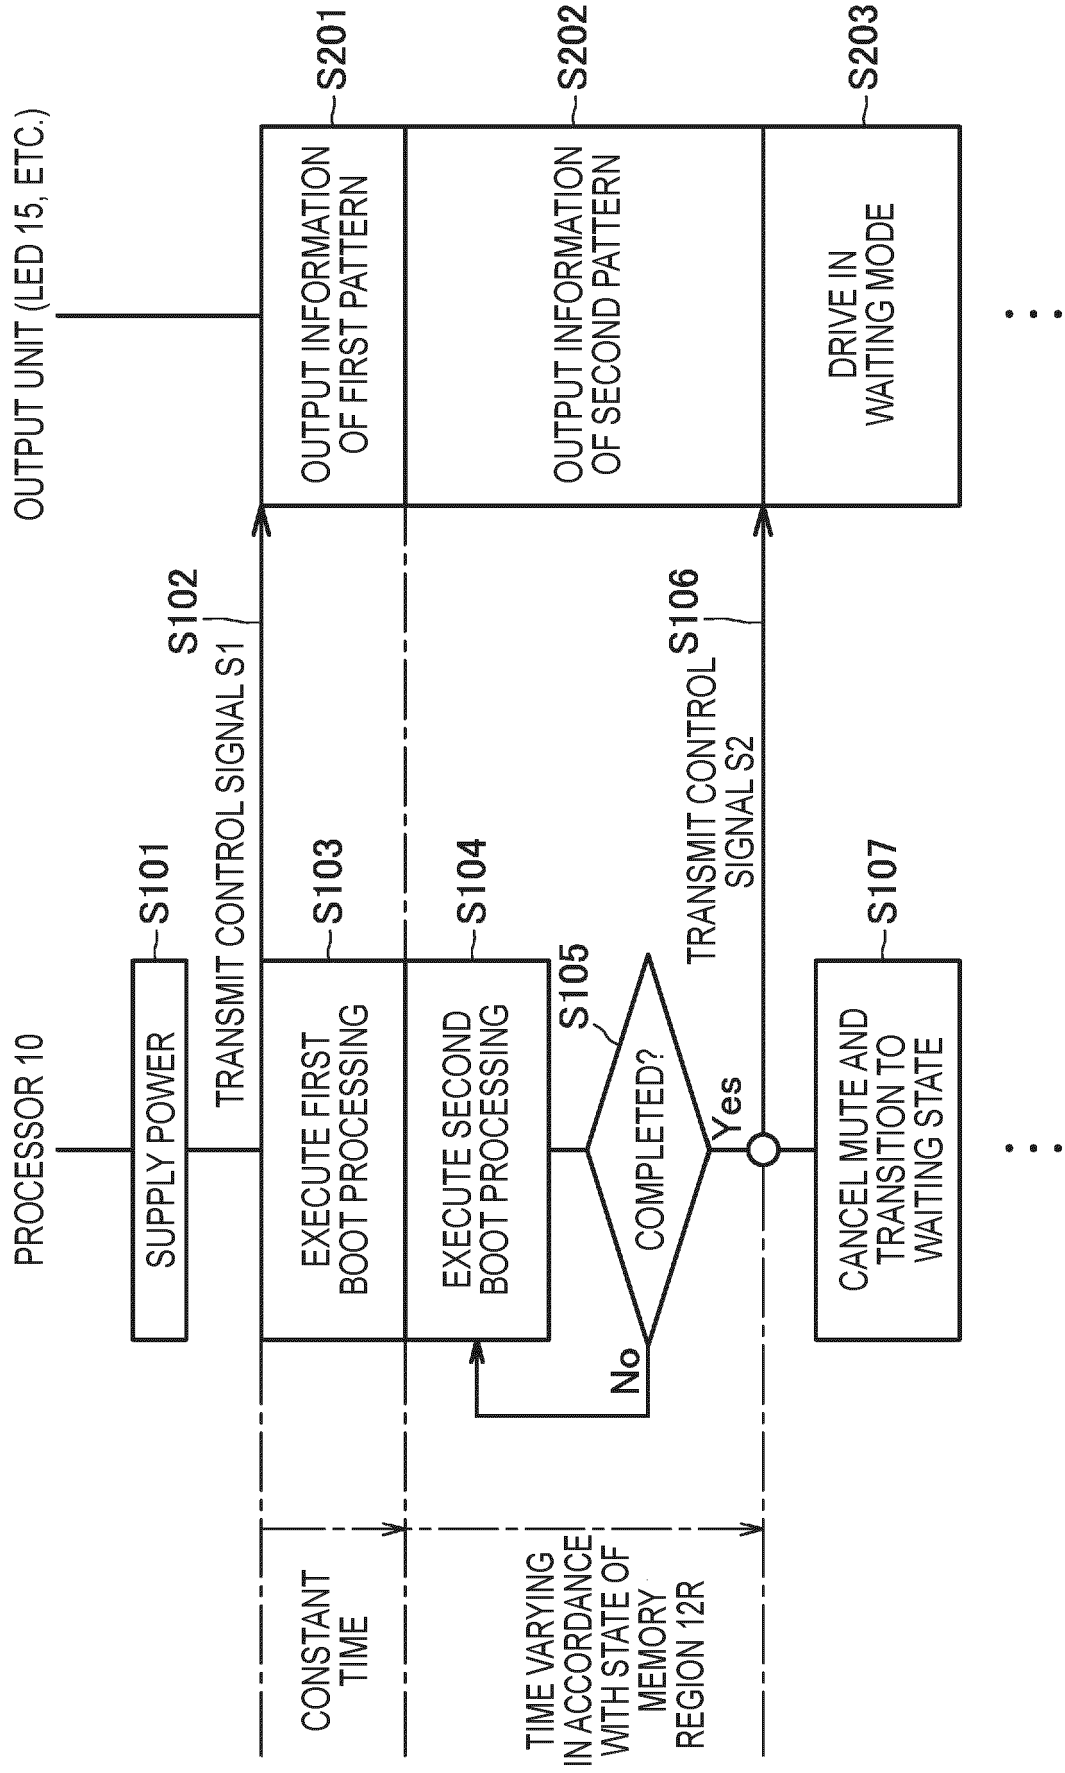 PROCESSOR 10
OUTPUT UNIT (LED 15, ETC.)
SUPPLY POWER
S101
TRANSMIT CONTROL SIGNAL S1
S102
CONSTANT
TIME
EXECUTE FIRST
BOOT PROCESSING
S103
OUTPUT INFORMATION
OF FIRST PATTERN
S201
TIME VARYING
IN ACCORDANCE
WITH STATE OF
MEMORY
REGION 12R
EXECUTE SECOND
BOOT PROCESSING
S104
OUTPUT INFORMATION
OF SECOND PATTERN
S202
COMPLETED?
S105
No
Yes
TRANSMIT CONTROL
SIGNAL S2
S106
CANCEL MUTE AND
TRANSITION TO
WAITING STATE
S107
DRIVE IN
WAITING MODE
S203